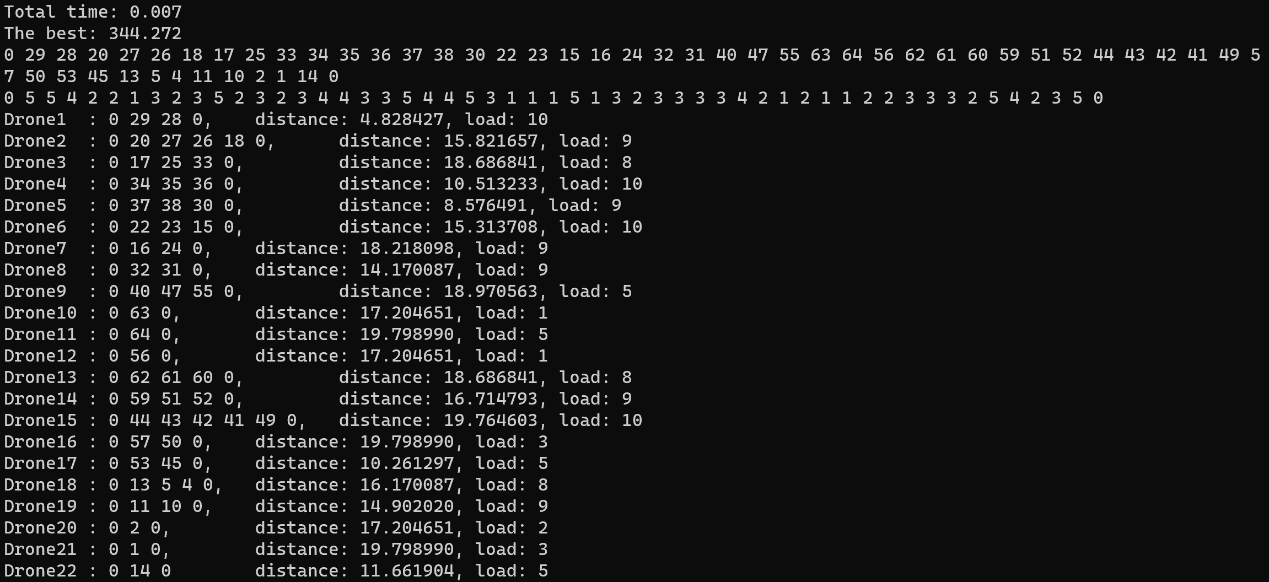 Total time: 0.007
The best: 344.272
0 29 28 20 27 26 18 17 25 33 34 35 36 37 38 30 22 23 15 16 24 32 31 40 47 55 63 64 56 62 61 60 59 51 52 44 43 42 41 49 5
7 50 53 45 13 5 4 11 10 2 1 14 0
0 5 5 4 2 2 1 3 2 3 5 2 3 2 3 4 4 3 3 5 4 4 5 3 1 1 1 5 1 3 2 3 3 3 3 4 2 1 2 1 1 2 2 3 3 3 2 5 4 2 3 5 0
Drone1  : 0 29 28 0,    distance: 4.828427, load: 10
Drone2  : 0 20 27 26 18 0,      distance: 15.821657, load: 9
Drone3  : 0 17 25 33 0,         distance: 18.686841, load: 8
Drone4  : 0 34 35 36 0,         distance: 10.513233, load: 10
Drone5  : 0 37 38 30 0,         distance: 8.576491, load: 9
Drone6  : 0 22 23 15 0,         distance: 15.313708, load: 10
Drone7  : 0 16 24 0,    distance: 18.218098, load: 9
Drone8  : 0 32 31 0,    distance: 14.170087, load: 9
Drone9  : 0 40 47 55 0,         distance: 18.970563, load: 5
Drone10 : 0 63 0,       distance: 17.204651, load: 1
Drone11 : 0 64 0,       distance: 19.798990, load: 5
Drone12 : 0 56 0,       distance: 17.204651, load: 1
Drone13 : 0 62 61 60 0,         distance: 18.686841, load: 8
Drone14 : 0 59 51 52 0,         distance: 16.714793, load: 9
Drone15 : 0 44 43 42 41 49 0,   distance: 19.764603, load: 10
Drone16 : 0 57 50 0,    distance: 19.798990, load: 3
Drone17 : 0 53 45 0,    distance: 10.261297, load: 5
Drone18 : 0 13 5 4 0,   distance: 16.170087, load: 8
Drone19 : 0 11 10 0,    distance: 14.902020, load: 9
Drone20 : 0 2 0,        distance: 17.204651, load: 2
Drone21 : 0 1 0,        distance: 19.798990, load: 3
Drone22 : 0 14 0        distance: 11.661904, load: 5